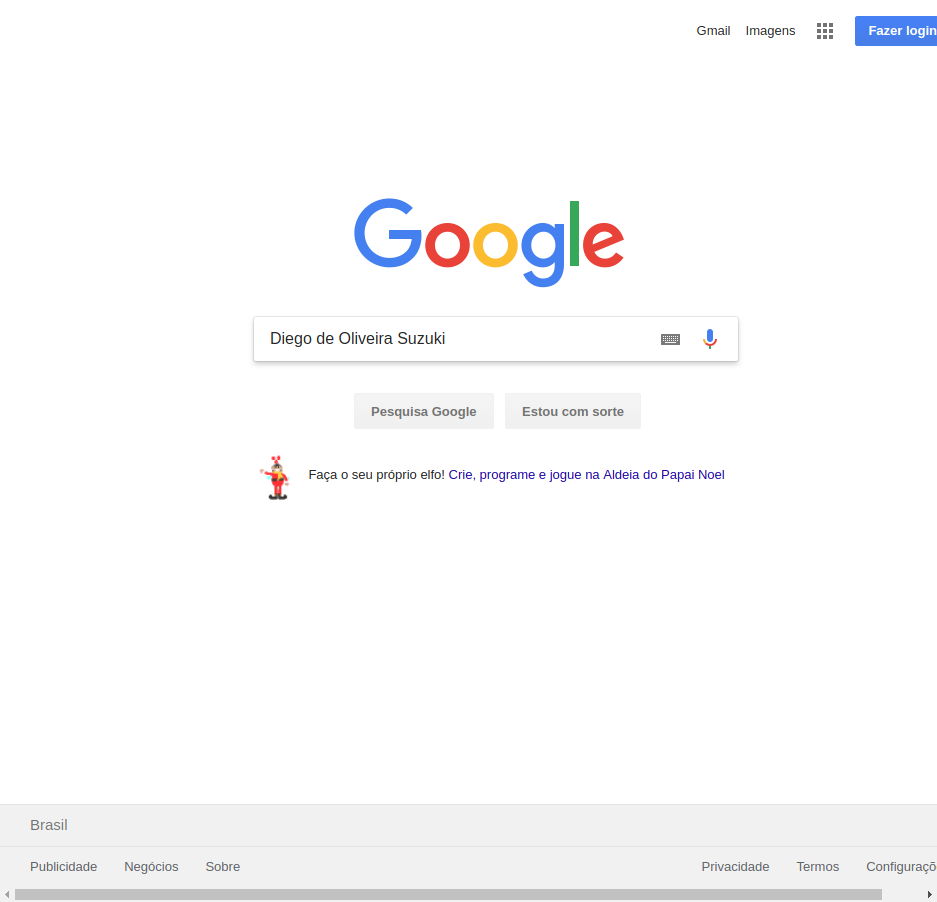 Gmail Imagens Fazer login
Google
Diego de Oliveira Suzuki
Pesquisa Google Estou com sorte
Faça o seu próprio elfo! Crie, programe e jogue na Aldeia do Papai Noel
Brasil
Publicidade Negócios Sobre Privacidade Termos Configuraçõ